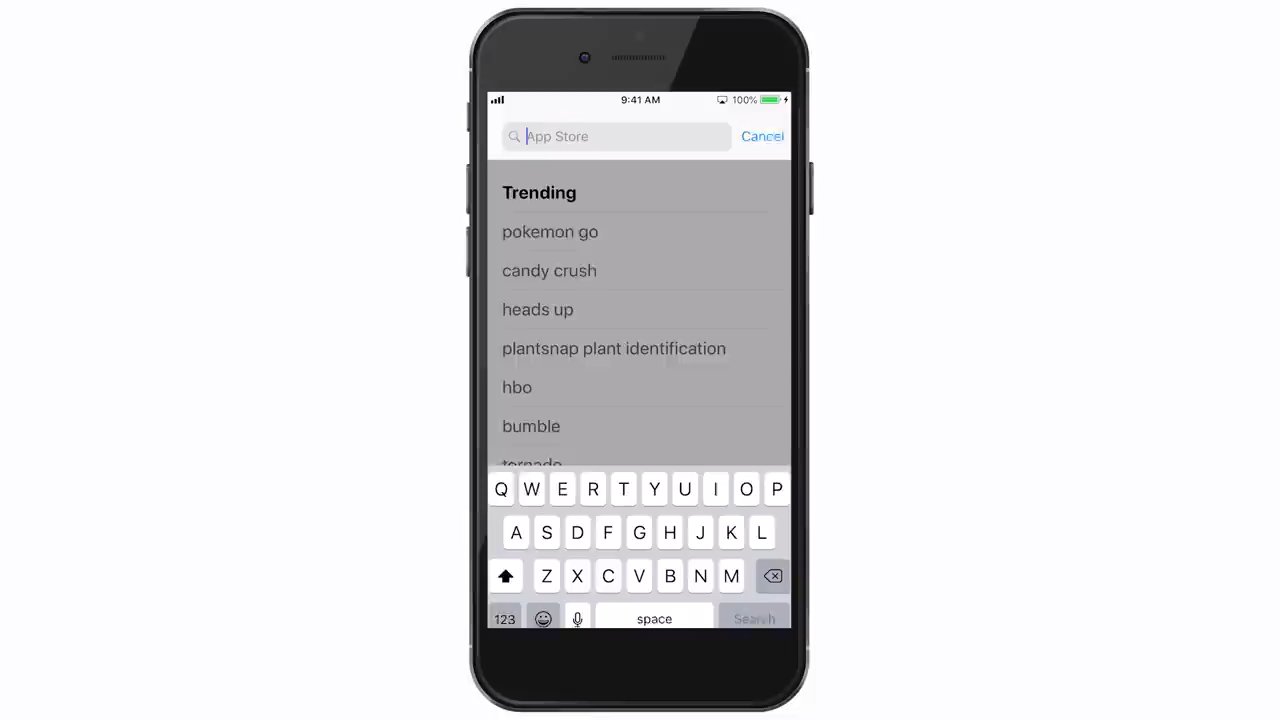 9:41 AM 100%
App Store Cancel
Trending
pokemon go
candy crush
heads up
plantsnap plant identification
hbo
bumble
tornado
Q W E R T Y U I O P
A S D F G H J K L
Z X C V B N M
123 space Search